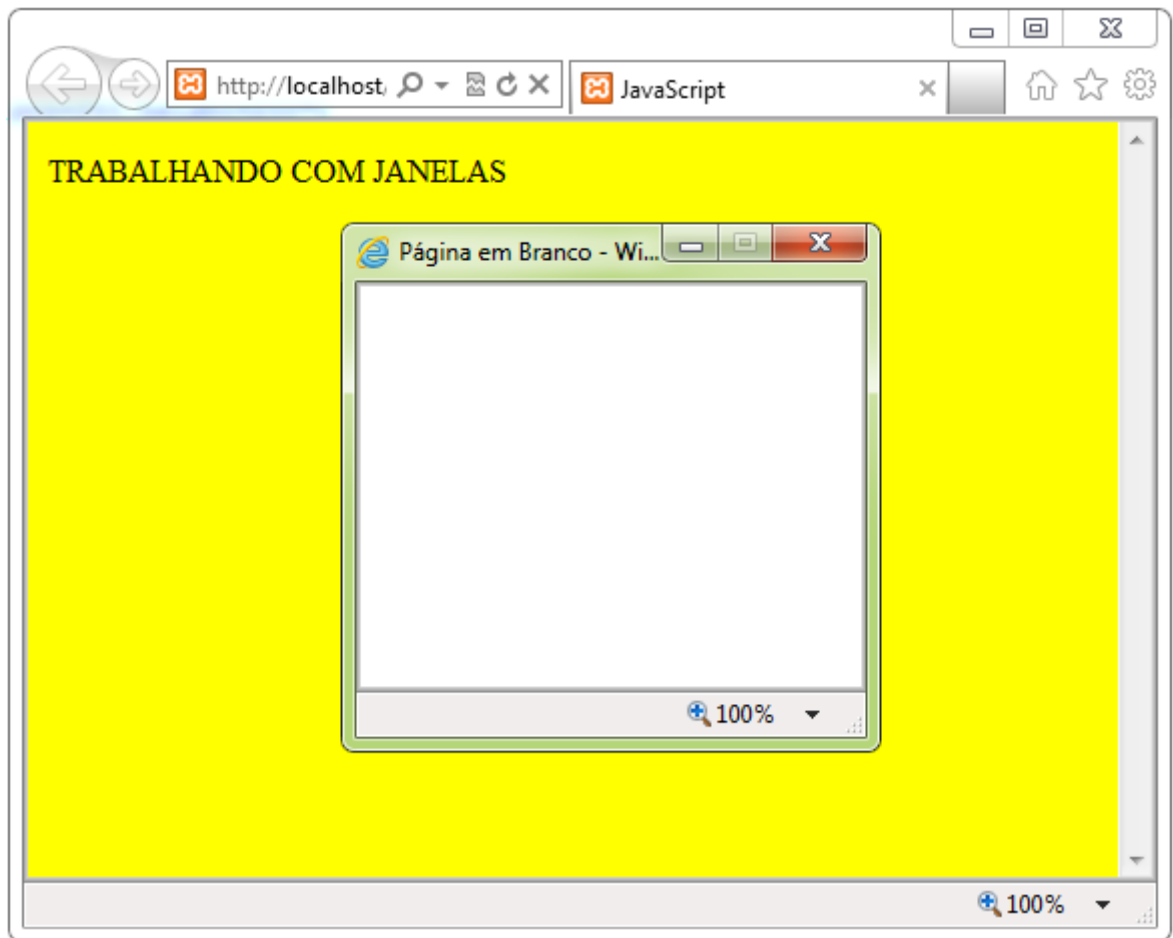 http://localhost
JavaScript
TRABALHANDO COM JANELAS
Página em Branco - Wi...
100%
100%